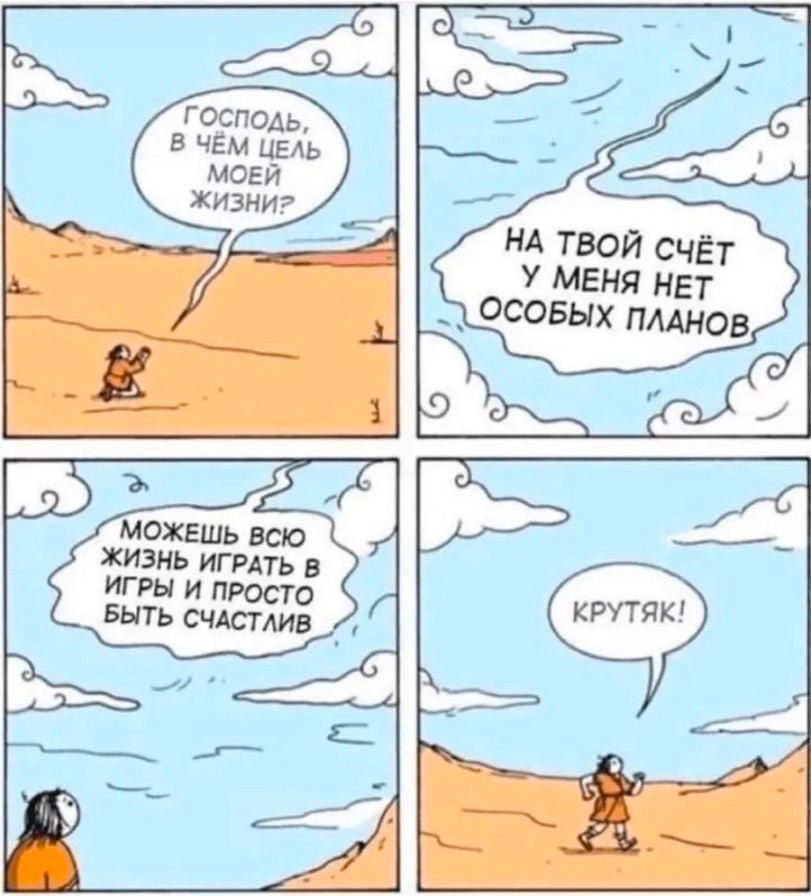 ГОСПОДЬ,
В ЧЁМ ЦЕЛЬ
МОЕЙ
ЖИЗНИ?
НА ТВОЙ СЧЁТ
У МЕНЯ НЕТ
ОСОБЫХ ПЛАНОВ
МОЖЕШЬ ВСЮ
ЖИЗНЬ ИГРАТЬ В
ИГРЫ И ПРОСТО
БЫТЬ СЧАСТЛИВ
КРУТЯК!